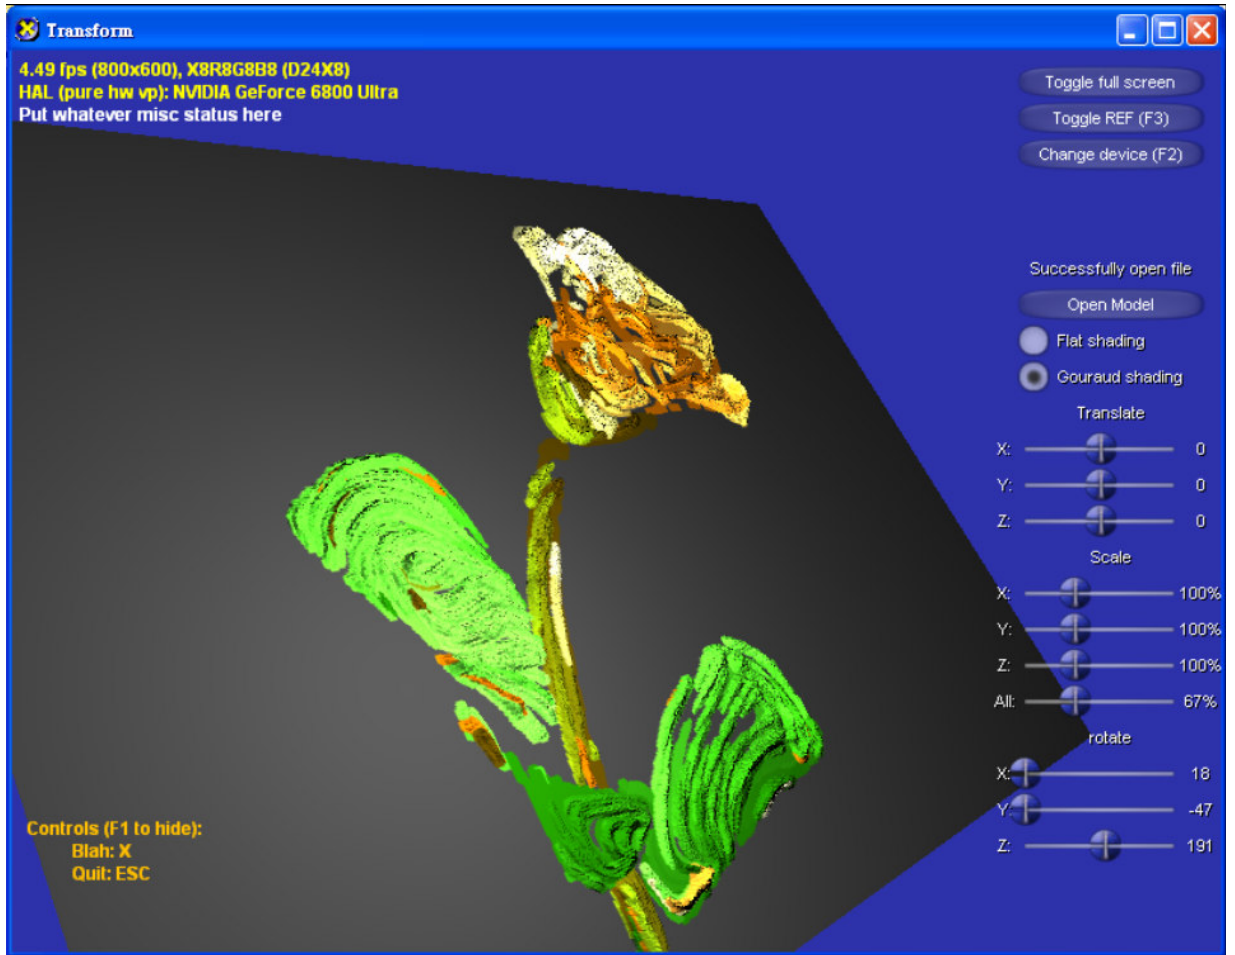 Transform
4.49 fps (800x600), X8R8G8B8 (D24X8)
HAL (pure hw vp): NVIDIA GeForce 6800 Ultra
Put whatever misc status here
Toggle full screen
Toggle REF (F3)
Change device (F2)
Successfully open file
Open Model
Flat shading
Gouraud shading
Translate
X: 0
Y: 0
Z: 0
Scale
X: 100%
Y: 100%
Z: 100%
All: 67%
rotate
X: 18
Y: -47
Z: 191
Controls (F1 to hide):
Blah: X
Quit: ESC